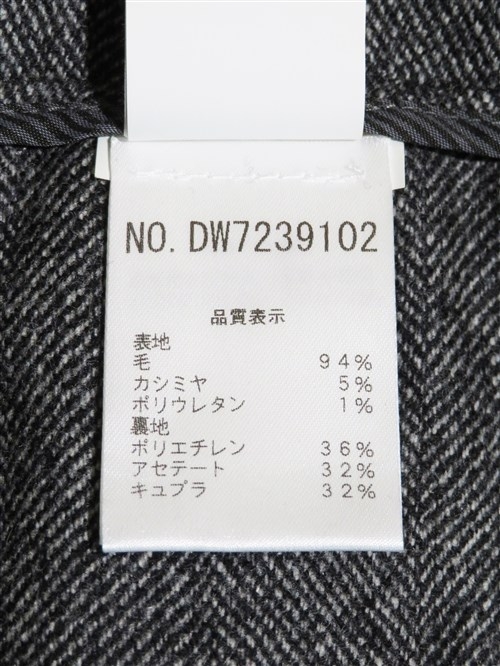 NO. DW7239102
品質表示
表地
毛 94%
カシミヤ 5%
ポリウレタン 1%
裏地
ポリエチレン 36%
アセテート 32%
キュプラ 32%